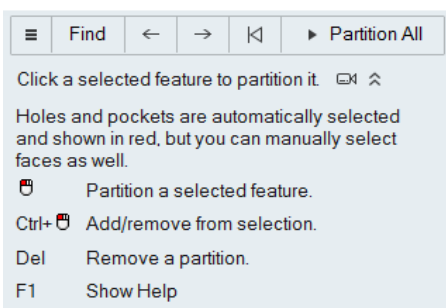 Find Partition All
Click a selected feature to partition it.
Holes and pockets are automatically selected
and shown in red, but you can manually select
faces as well.
Partition a selected feature.
Ctrl+ Add/remove from selection.
Del Remove a partition.
F1 Show Help